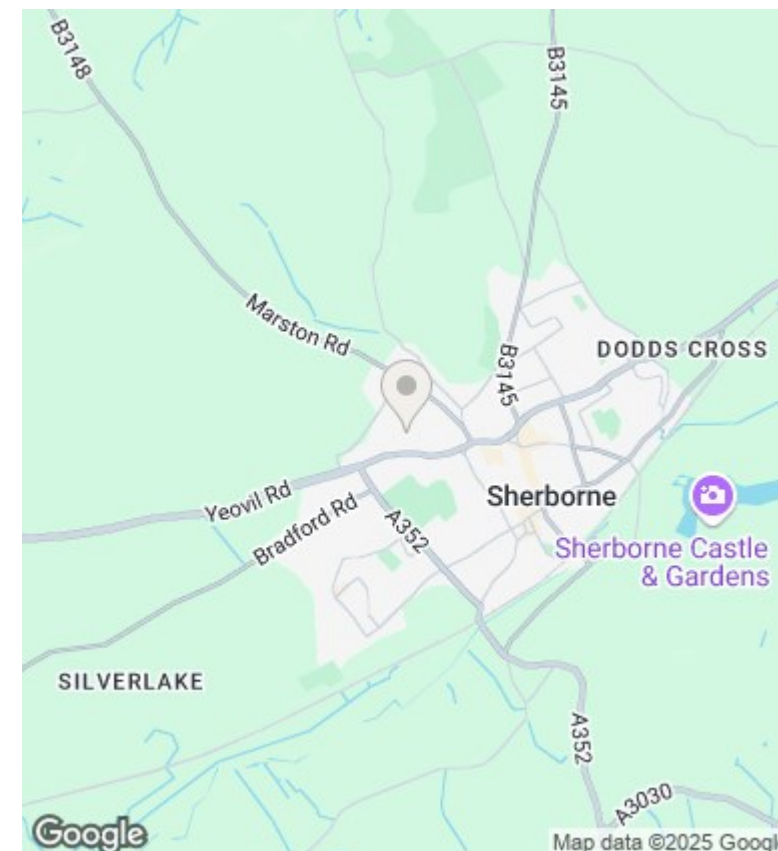 B3148
B3145
Marston Rd
B3145
DODDS CROSS
Yeovil Rd
Bradford Rd
A352
Sherborne
Sherborne Castle
& Gardens
SILVERLAKE
A352
A3030
Google
Map data ©2025 Google